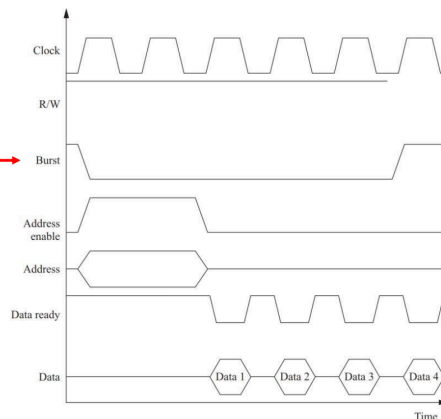 Clock
R/W
Burst
Address
enable
Address
Data ready
Data
Data 1
Data 2
Data 3
Data 4
Time